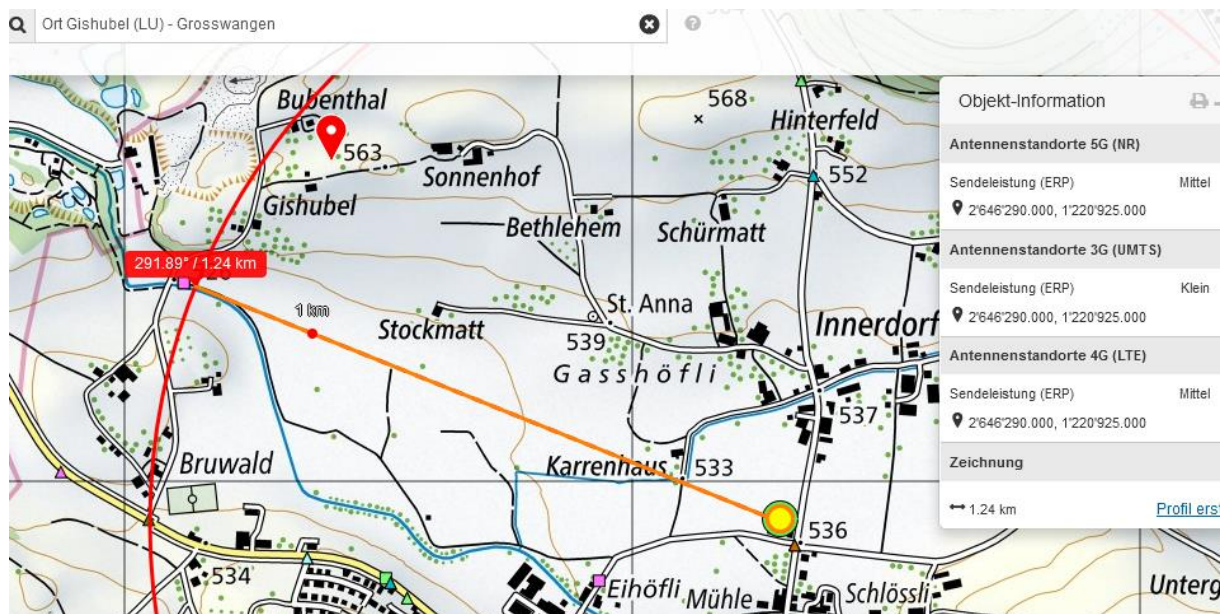 Ort Gishubel (LU) - Grosswangen
Bubenthal
563
568
Hinterfeld
Sonnenhof
552
Gishubel
Bethlehem
Schürmatt
291.89° / 1.24 km
1 km
St. Anna
Stockmatt
539
Innerdorf
Gasshöfli
537
Bruwald
Karrenhaus
533
536
534
Eihöfli
Mühle
Schlössli
Unterg
Objekt-Information
Antennenstandorte 5G (NR)
Sendeleistung (ERP) Mittel
2'646'290.000, 1'220'925.000
Antennenstandorte 3G (UMTS)
Sendeleistung (ERP) Klein
2'646'290.000, 1'220'925.000
Antennenstandorte 4G (LTE)
Sendeleistung (ERP) Mittel
2'646'290.000, 1'220'925.000
Zeichnung
1.24 km Profil erst